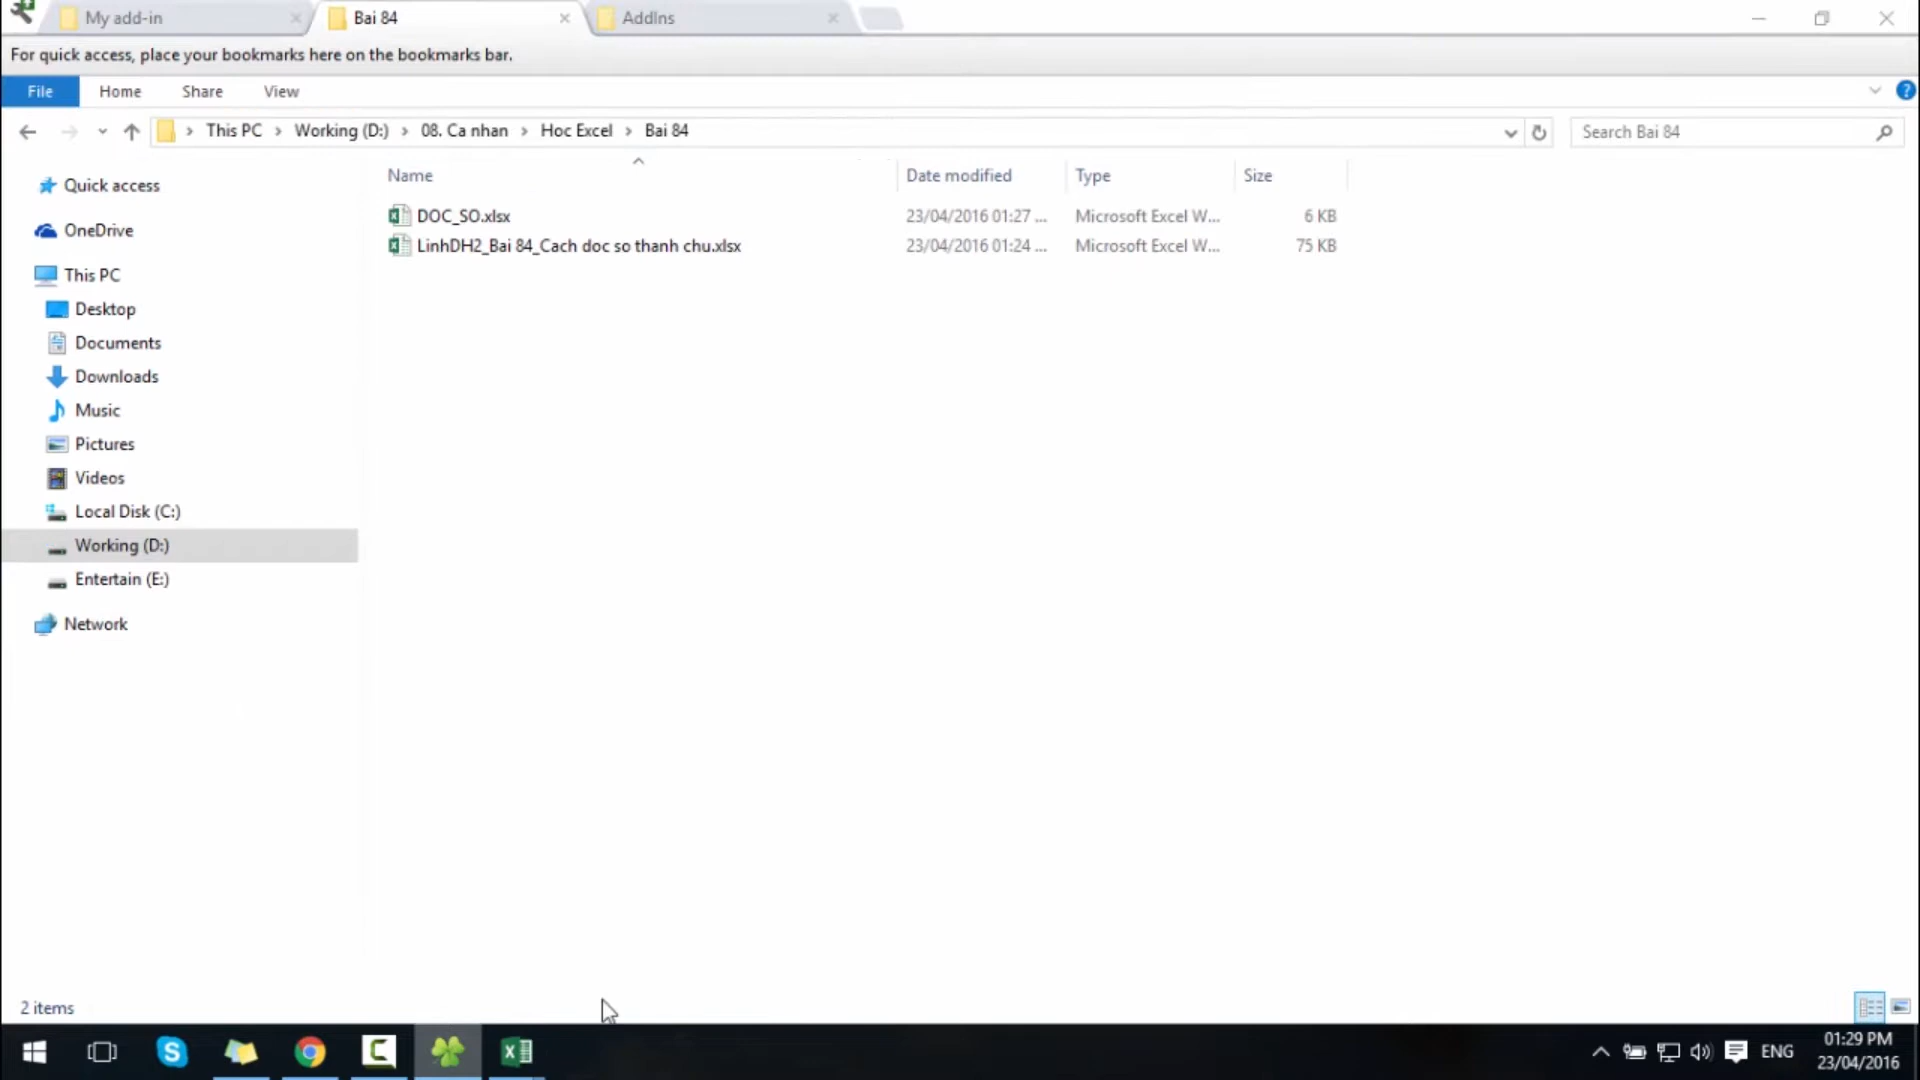 My add-in
Bai 84
AddIns
For quick access, place your bookmarks here on the bookmarks bar.
File Home Share View
This PC Working (D:) 08. Ca nhan Hoc Excel Bai 84
Search Bai 84
Name Date modified Type Size
DOC_SO.xlsx 23/04/2016 01:27 ... Microsoft Excel W... 6 KB
LinhDH2_Bai 84_Cach doc so thanh chu.xlsx 23/04/2016 01:24 ... Microsoft Excel W... 75 KB
Quick access
OneDrive
This PC
Desktop
Documents
Downloads
Music
Pictures
Videos
Local Disk (C:)
Working (D:)
Entertain (E:)
Network
2 items
ENG
01:29 PM
23/04/2016